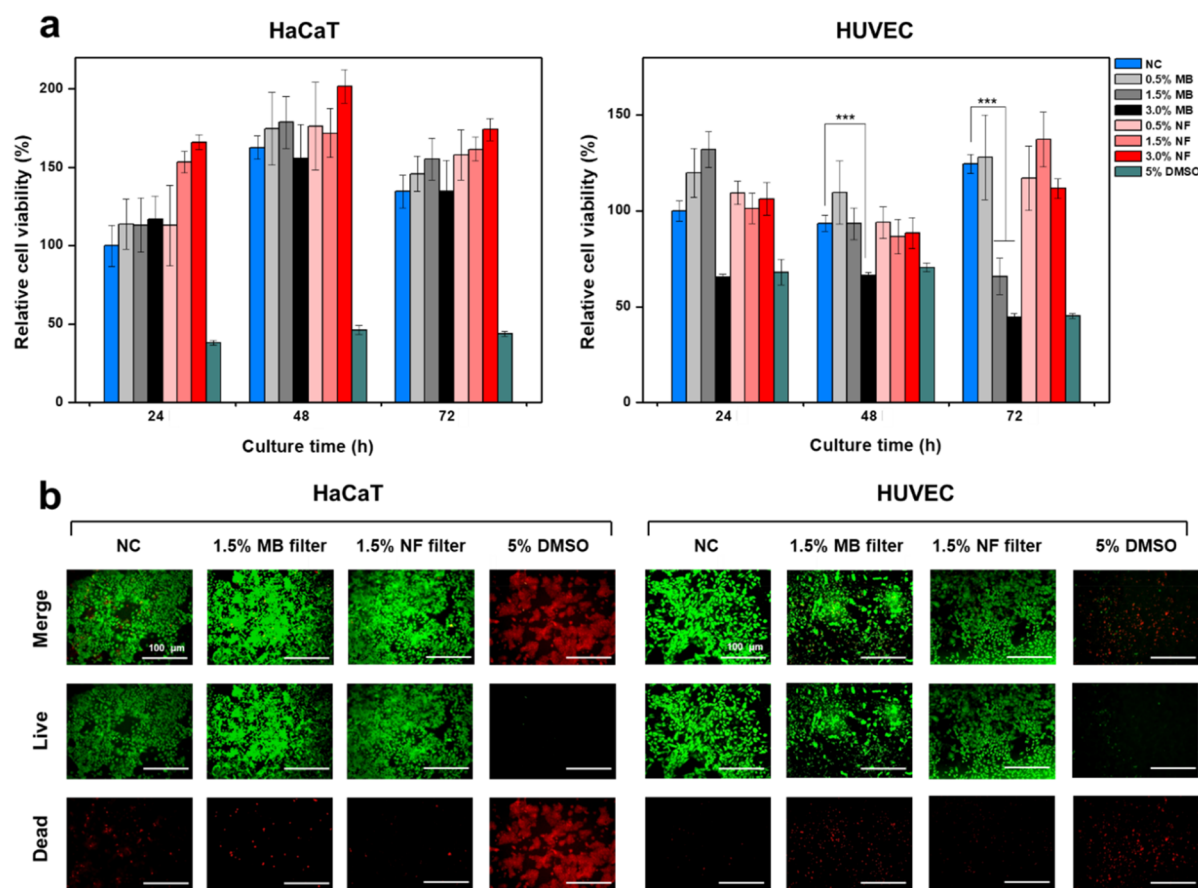 a
HaCaT
HUVEC
Relative cell viability (%)
200
150
100
50
0
24
48
72
Culture time (h)
Relative cell viability (%)
150
100
50
0
***
***
24
48
72
Culture time (h)
NC
0.5% MB
1.5% MB
3.0% MB
0.5% NF
1.5% NF
3.0% NF
5% DMSO
b
HaCaT
HUVEC
NC
1.5% MB filter
1.5% NF filter
5% DMSO
NC
1.5% MB filter
1.5% NF filter
5% DMSO
Merge
100 μm
100 μm
Live
Dead